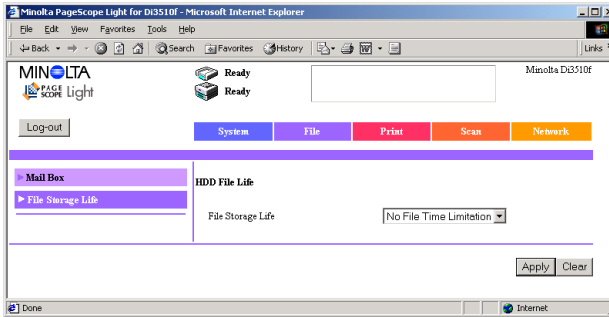 Minolta PageScope Light for Di3510f - Microsoft Internet Explorer
File Edit View Favorites Tools Help
Back Search Favorites History Links
MINOLTA
Ready
Minolta Di3510f
PAGE SCOPE Light
Ready
Log-out
System File Print Scan Network
Mail Box
HDD File Life
File Storage Life
File Storage Life No File Time Limitation
Apply Clear
Done Internet